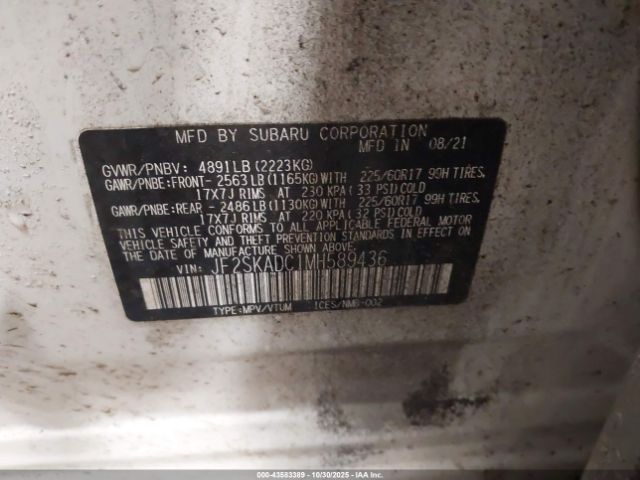 MFD BY SUBARU CORPORATION
MFD IN 08/21
GVWR/PNBV: 4891LB(2223KG)
GAWR/PNBE:FRONT- 2563LB(1165KG)WITH 225/60R17 99H TIRES,
17X7J RIMS AT 230 KPA(33 PSI)COLD
GAWR/PNBE:REAR - 2486LB(1130KG)WITH 225/60R17 99H TIRES,
17X7J RIMS AT 220 KPA(32 PSI)COLD
THIS VEHICLE CONFORMS TO ALL APPLICABLE FEDERAL MOTOR
VEHICLE SAFETY AND THEFT PREVENTION STANDARDS IN EFFECT ON
THE DATE OF MANUFACTURE SHOWN ABOVE.
VIN: JF2SKADC1MH589436
TYPE:MPV/VTUM ICES/NMB-002
000-43583389 | 10/30/2025 - IAAI.COM